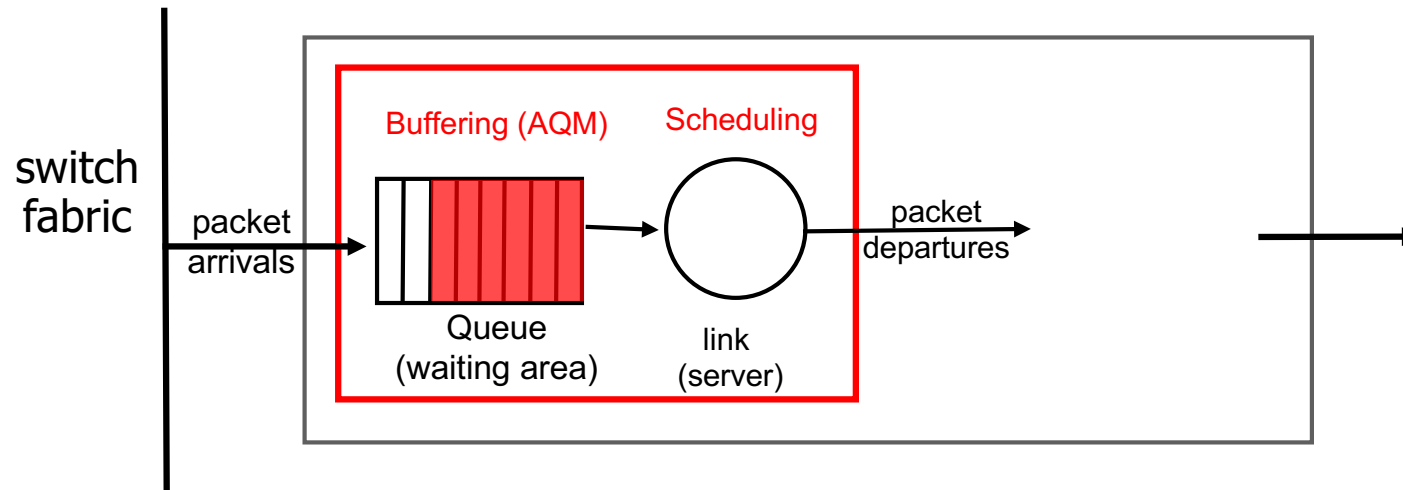 switch
fabric
packet
arrivals
Buffering (AQM)
Queue
(waiting area)
Scheduling
link
(server)
packet
departures